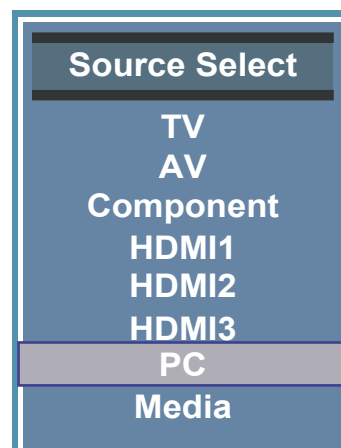 Source Select
TV
AV
Component
HDMI1
HDMI2
HDMI3
PC
Media